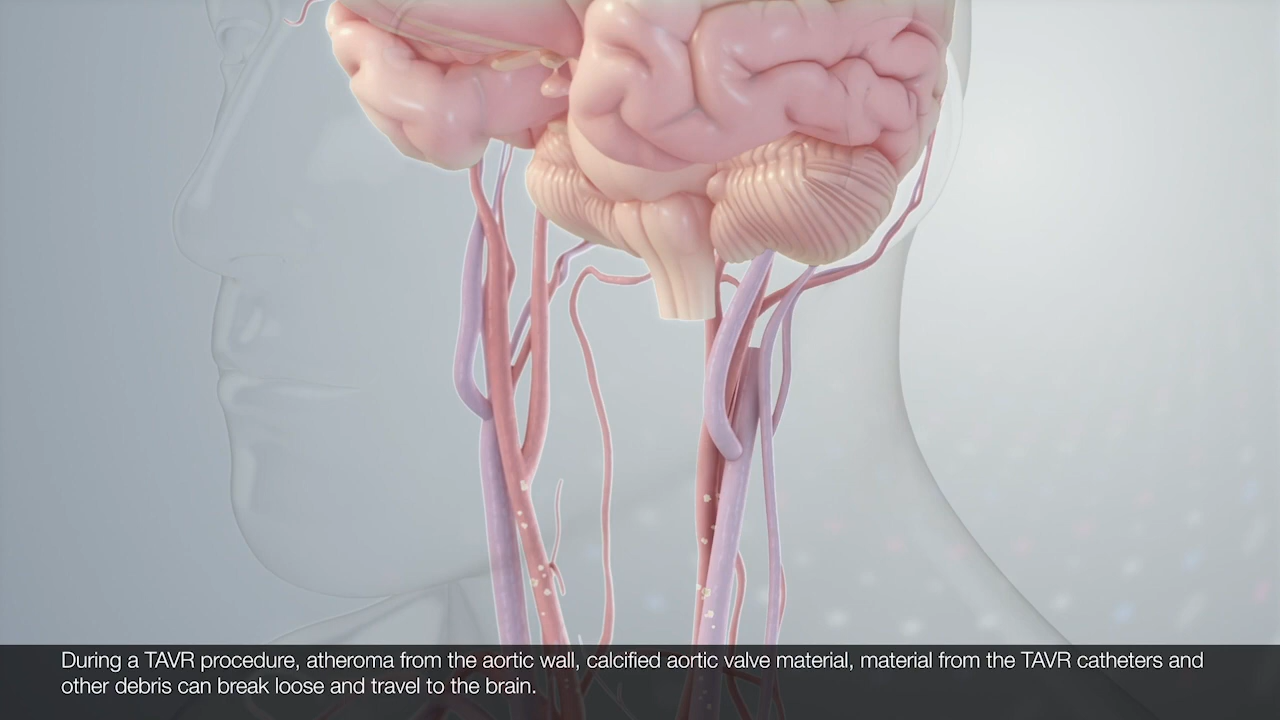 During a TAVR procedure, atheroma from the aortic wall, calcified aortic valve material, material from the TAVR catheters and
other debris can break loose and travel to the brain.